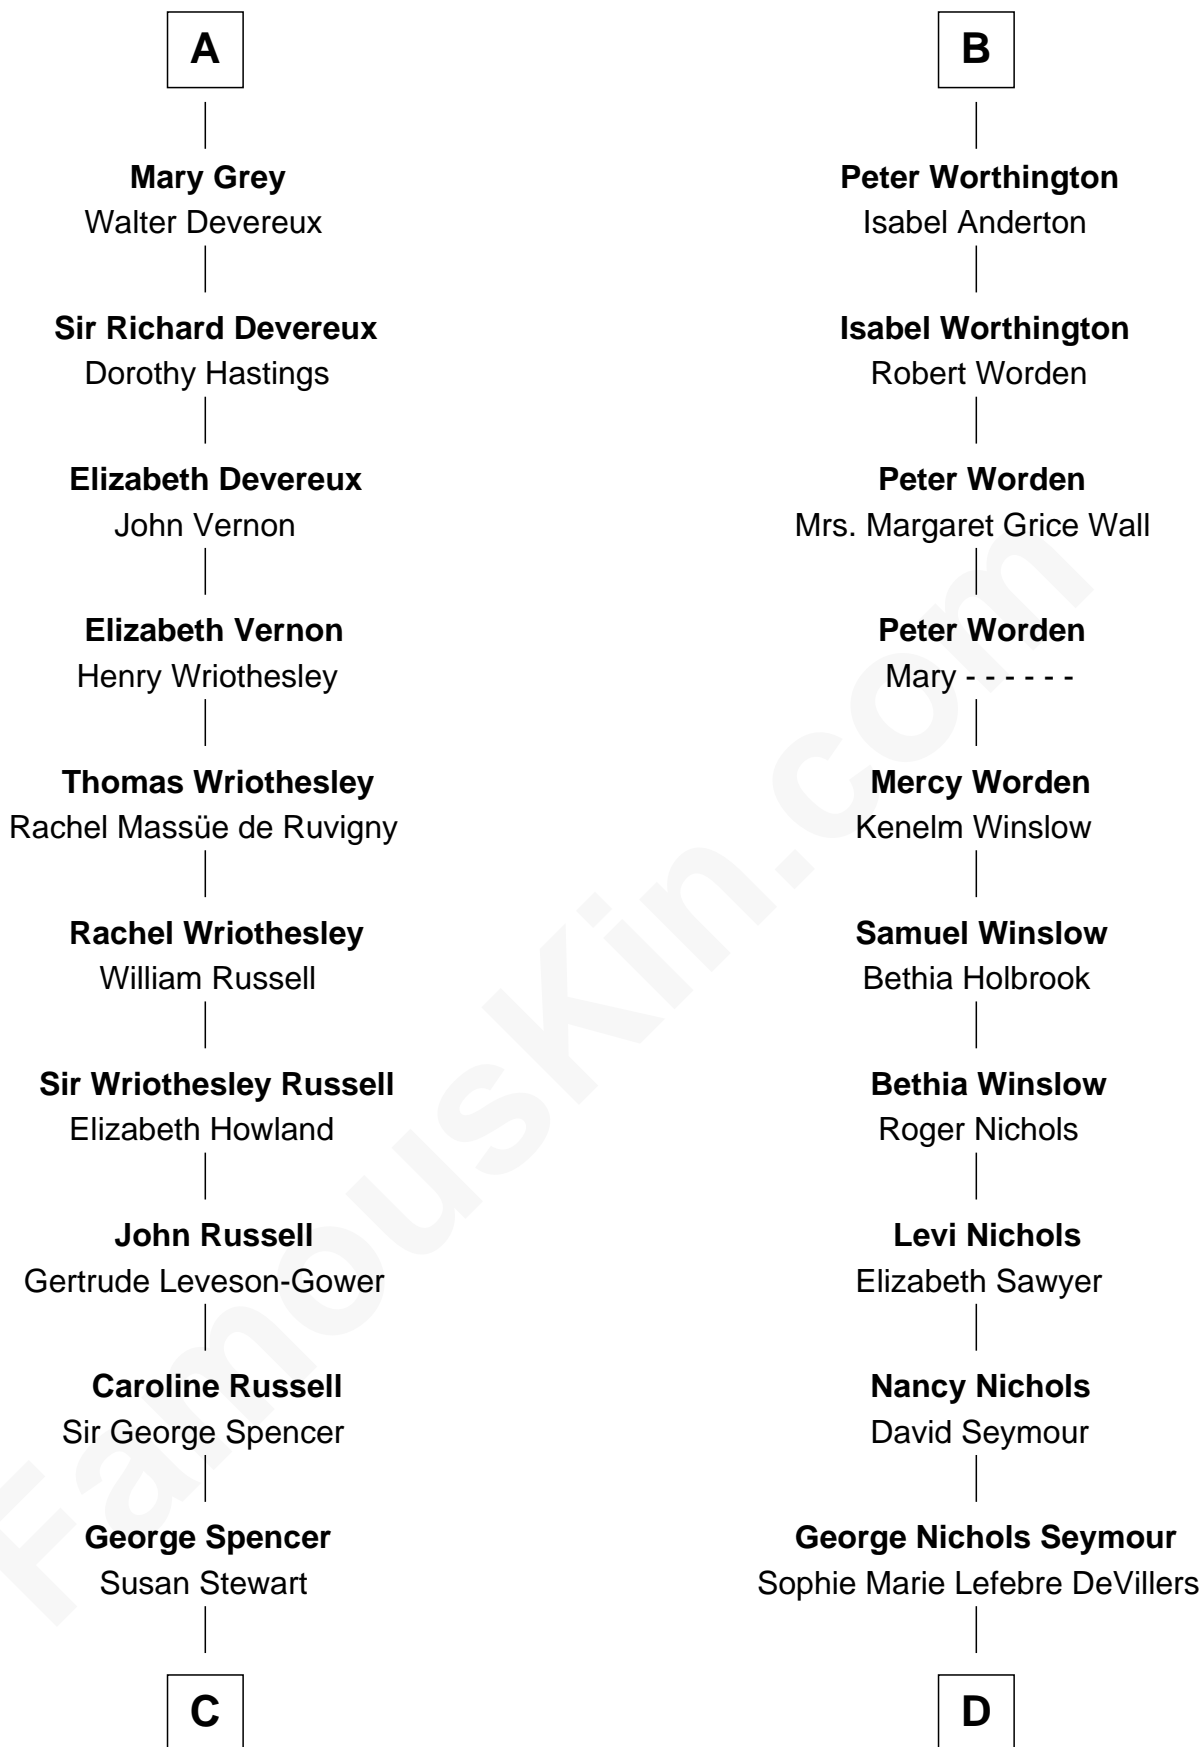 A
Mary Grey
Walter Devereux
Sir Richard Devereux
Dorothy Hastings
Elizabeth Devereux
John Vernon
Elizabeth Vernon
Henry Wriothesley
Thomas Wriothesley
Rachel Massüe de Ruvigny
Rachel Wriothesley
William Russell
Sir Wriothesley Russell
Elizabeth Howland
John Russell
Gertrude Leveson-Gower
Caroline Russell
Sir George Spencer
George Spencer
Susan Stewart
C
B
Peter Worthington
Isabel Anderton
Isabel Worthington
Robert Worden
Peter Worden
Mrs. Margaret Grice Wall
Peter Worden
Mary - - - - - -
Mercy Worden
Kenelm Winslow
Samuel Winslow
Bethia Holbrook
Bethia Winslow
Roger Nichols
Levi Nichols
Elizabeth Sawyer
Nancy Nichols
David Seymour
George Nichols Seymour
Sophie Marie Lefebre DeVillers
D
FamousKin.com